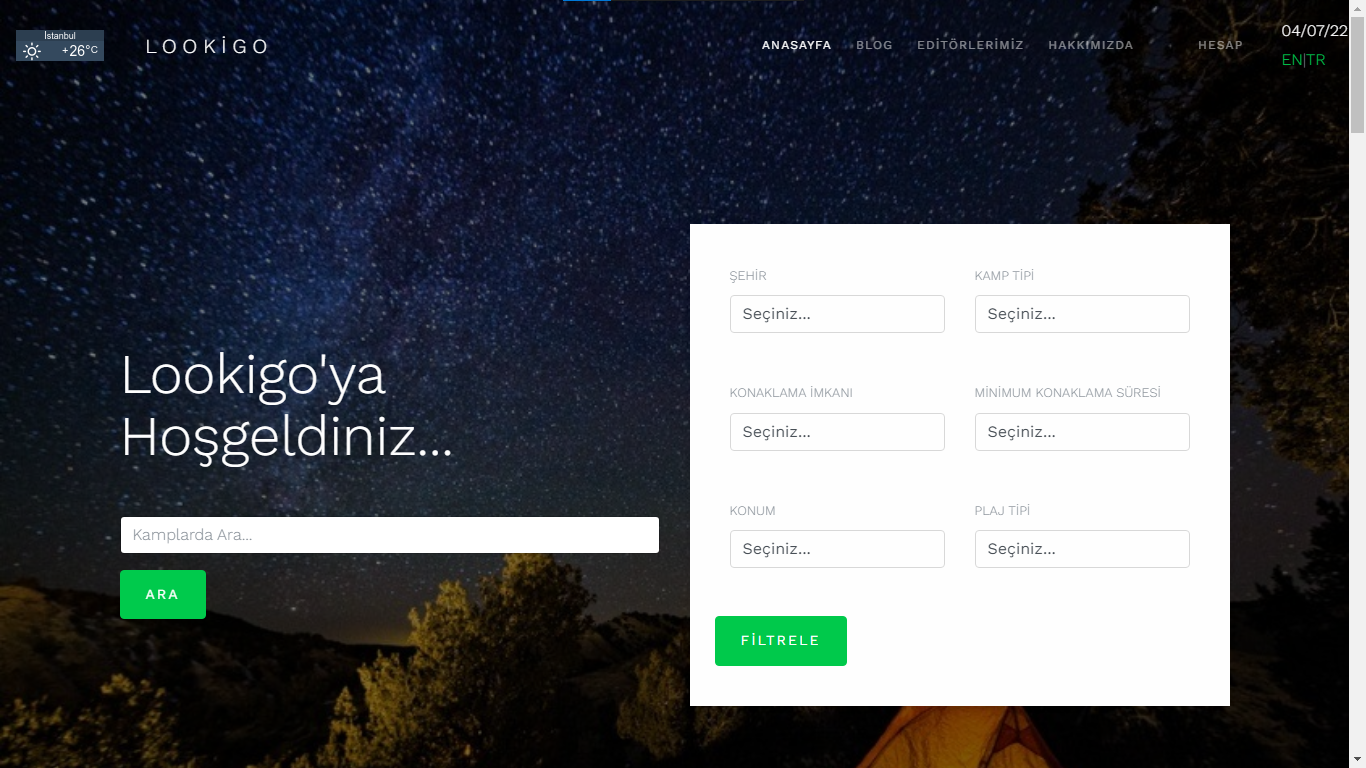 İstanbul
+26°C
LOOKİGO
ANASAYFA
BLOG
EDİTÖRLERİMİZ
HAKKIMIZDA
HESAP
04/07/22
EN|TR
Lookigo'ya
Hoşgeldiniz...
Kamplarda Ara...
ARA
ŞEHİR
KAMP TİPİ
Seçiniz...
Seçiniz...
KONAKLAMA İMKANI
MİNİMUM KONAKLAMA SÜRESİ
Seçiniz...
Seçiniz...
KONUM
PLAJ TİPİ
Seçiniz...
Seçiniz...
FİLTRELE